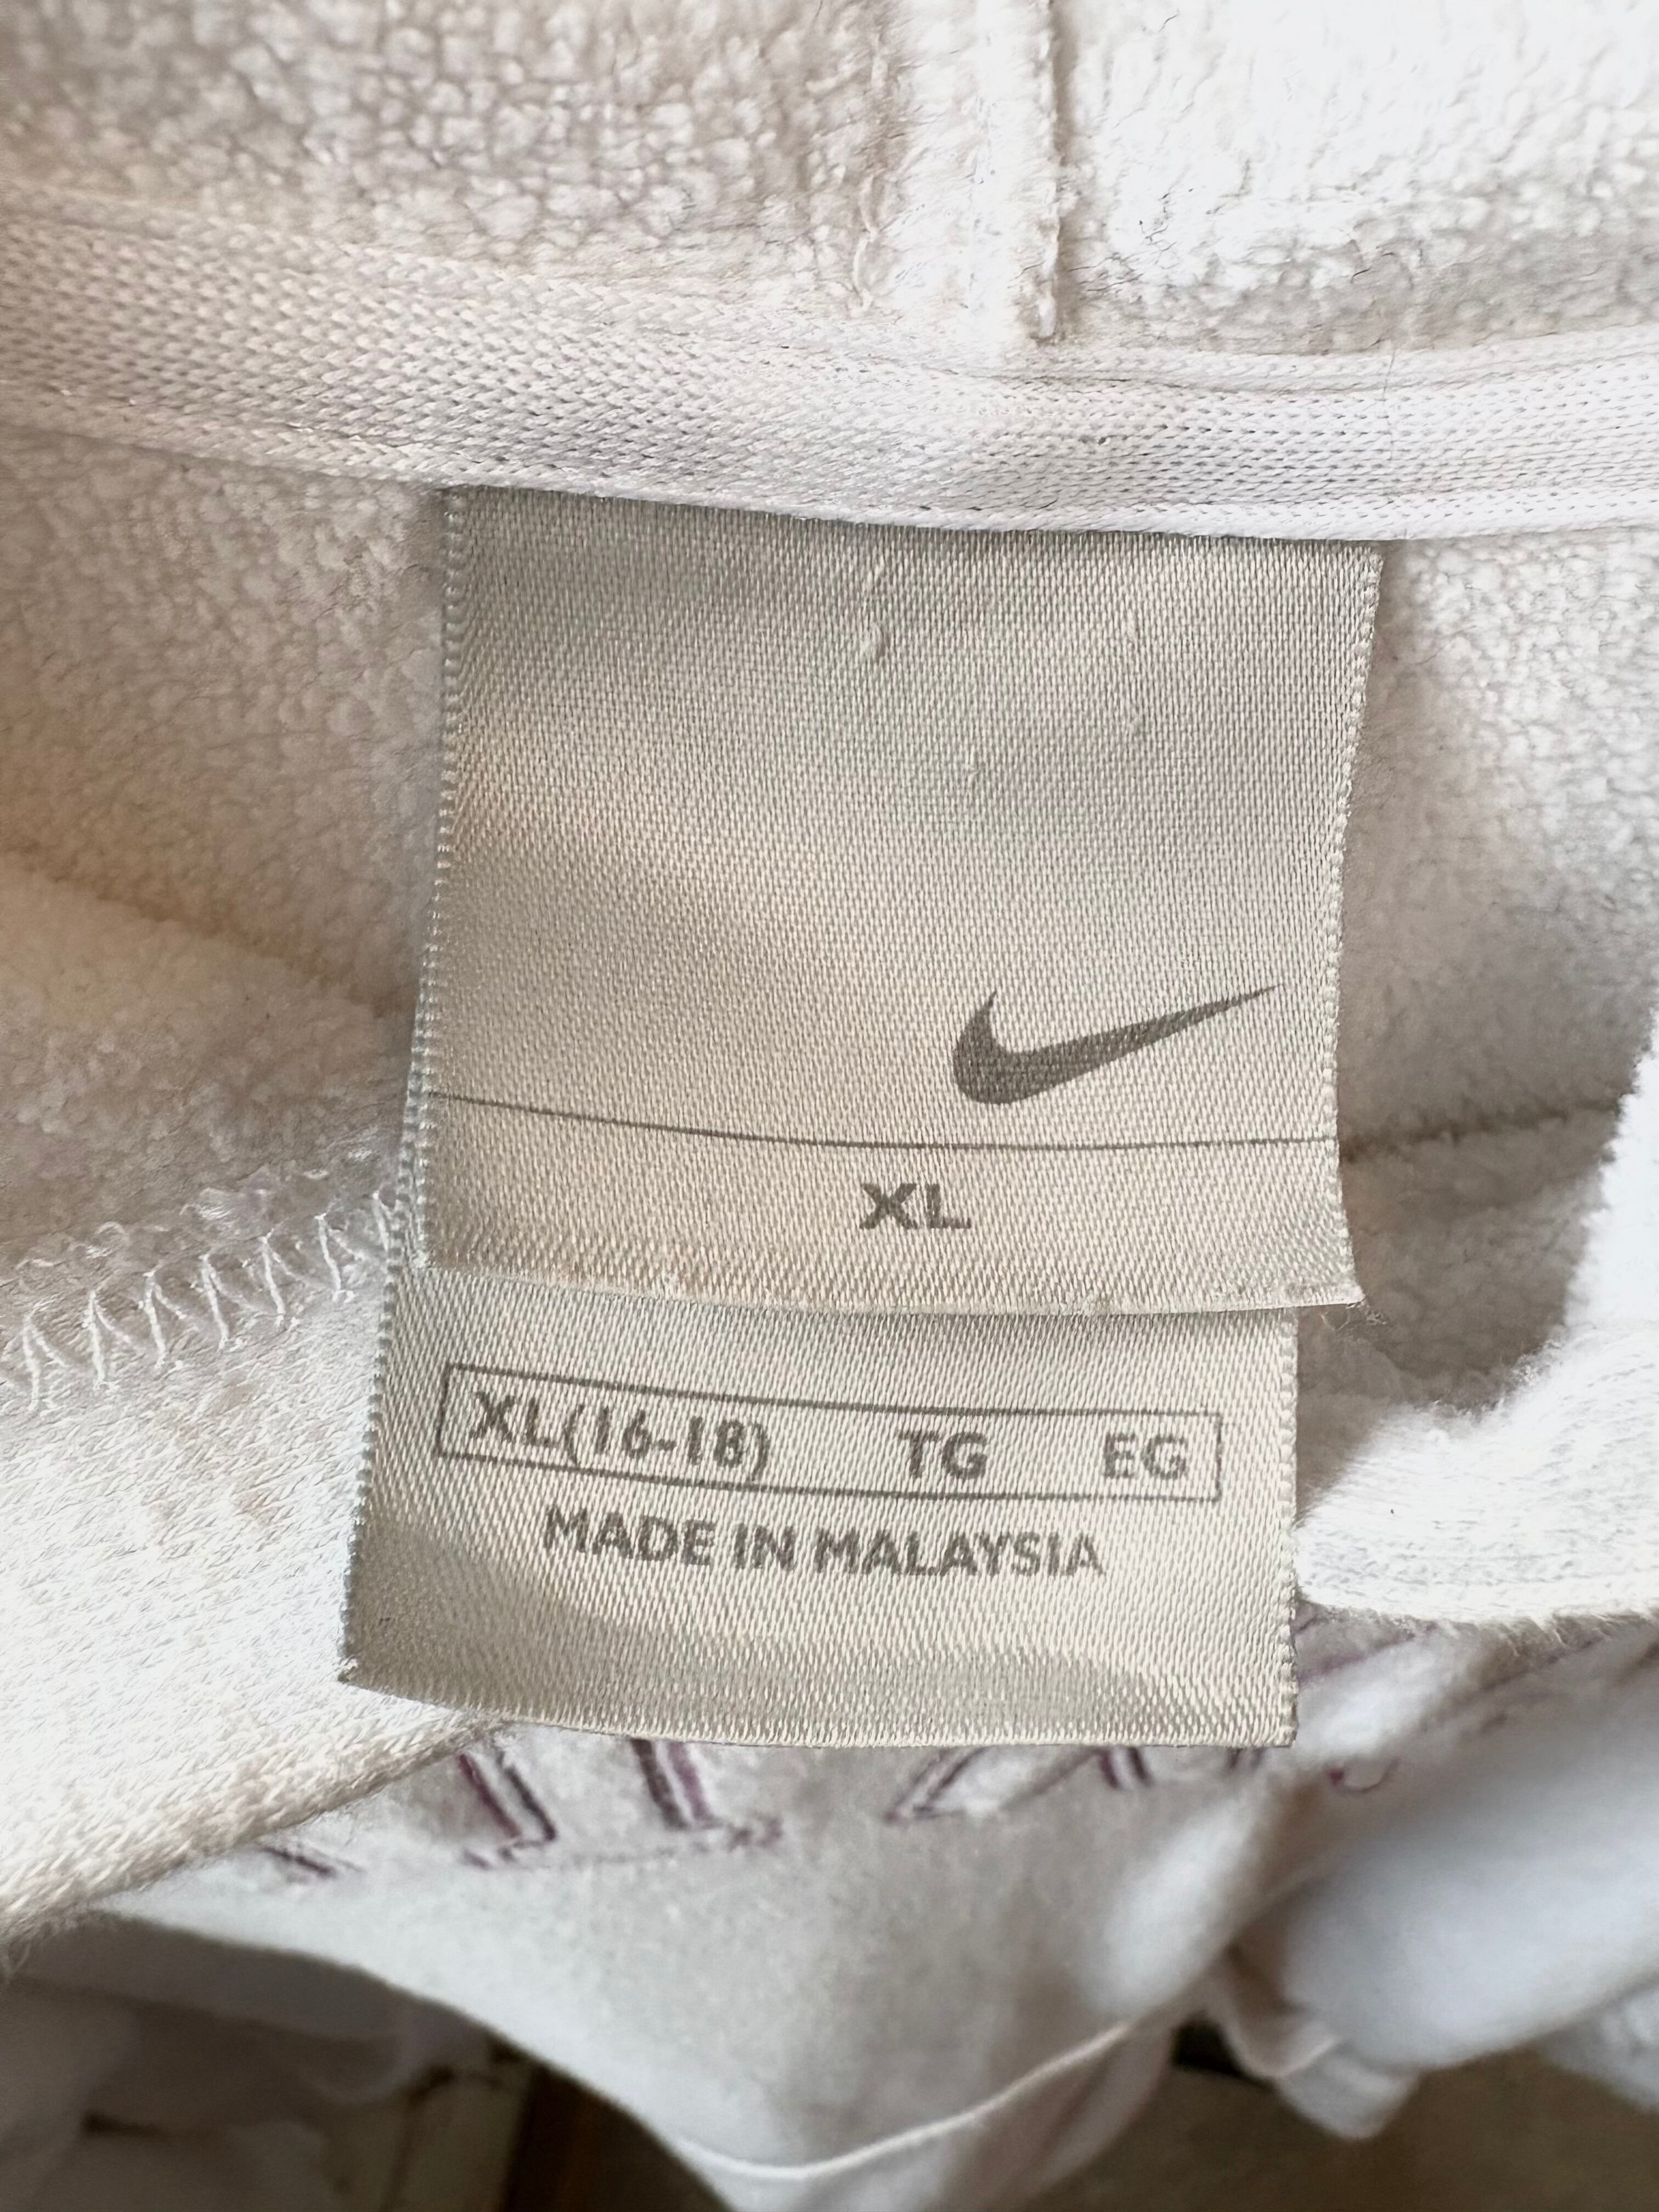 XL
XL(16-18) TG EG
MADE IN MALAYSIA